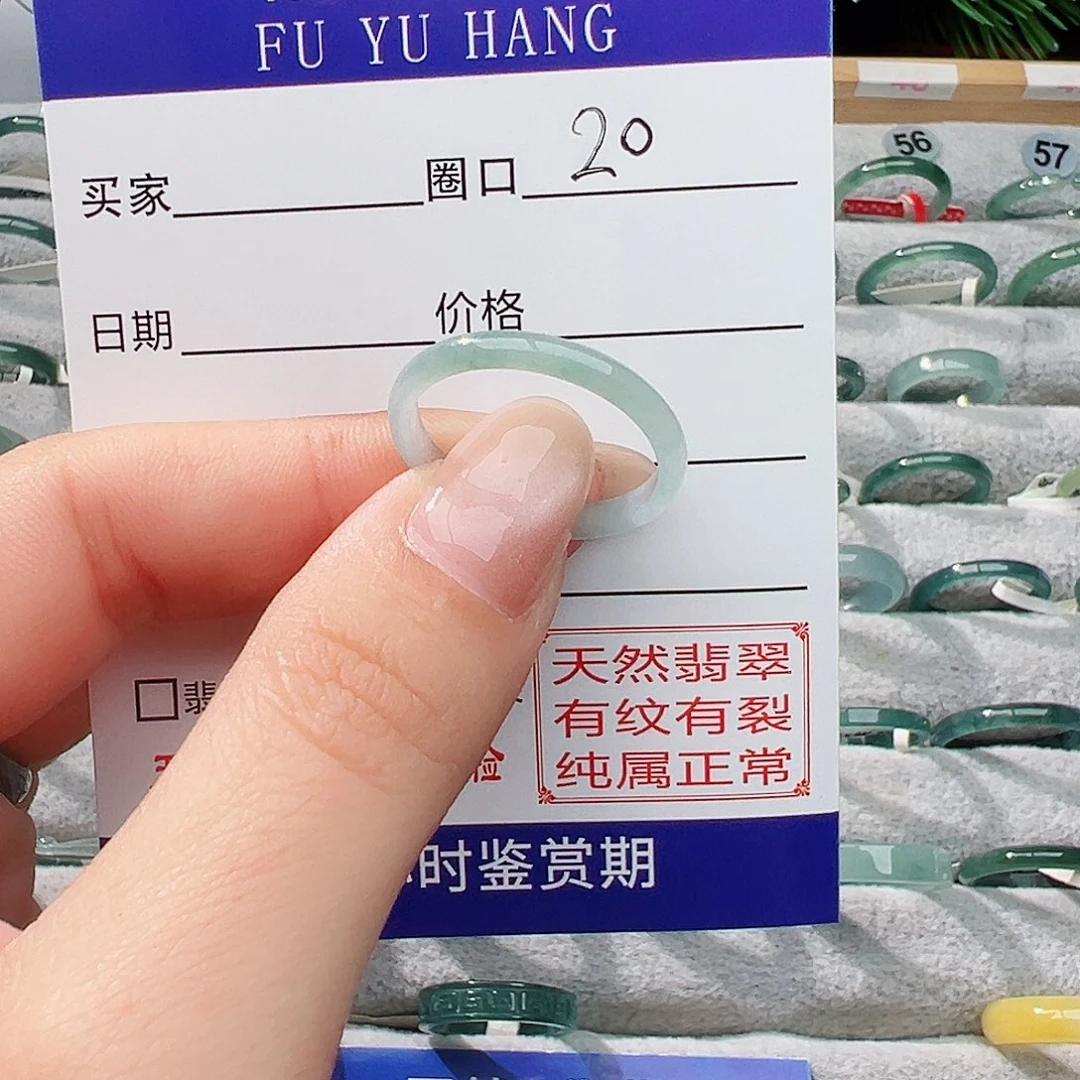 FU YU HANG
买家 圈口 20
日期 价格
天然翡翠
有纹有裂
纯属正常
时鉴赏期
56
57